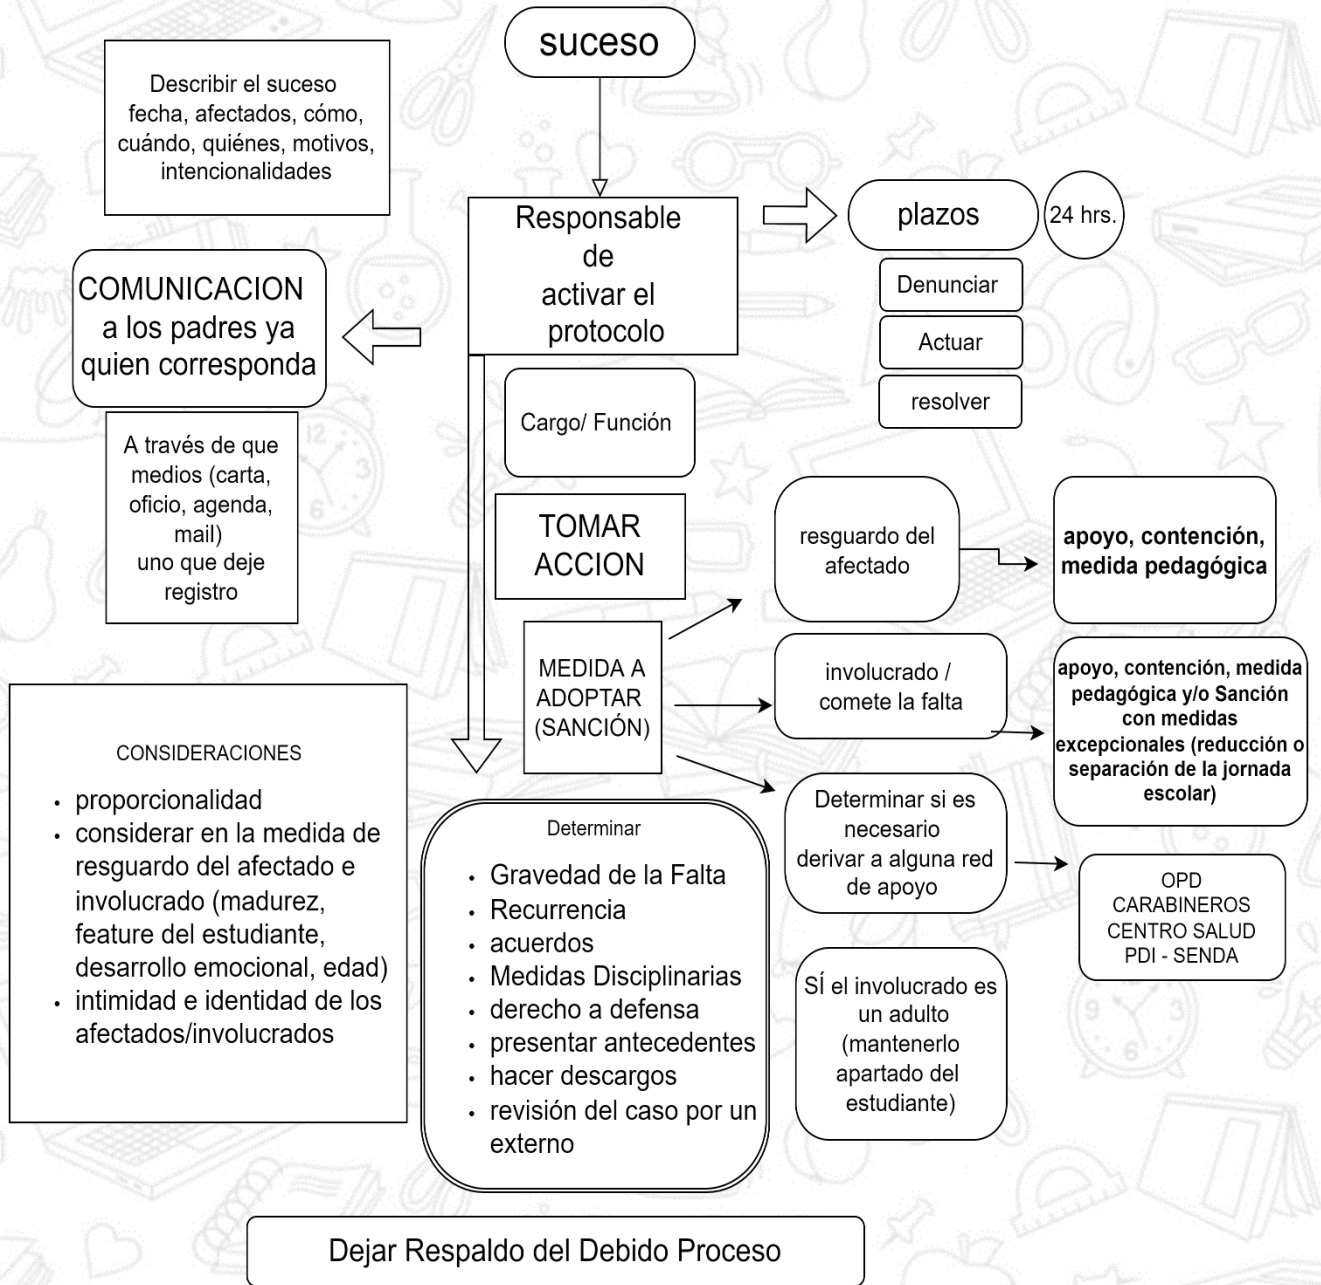 suceso
Describir el suceso
fecha, afectados, cómo,
cuándo, quiénes, motivos,
intencionalidades
Responsable
de
activar el
protocolo
plazos
24 hrs.
Denunciar
Actuar
resolver
COMUNICACION
a los padres ya
quien corresponda
A través de que
medios (carta,
oficio, agenda,
mail)
uno que deje
registro
Cargo/ Función
TOMAR
ACCION
MEDIDA A
ADOPTAR
(SANCIÓN)
resguardo del
afectado
apoyo, contención,
medida pedagógica
involucrado /
comete la falta
apoyo, contención, medida
pedagógica y/o Sanción
con medidas
excepcionales (reducción o
separación de la jornada
escolar)
Determinar si es
necesario
derivar a alguna red
de apoyo
OPD
CARABINEROS
CENTRO SALUD
PDI - SENDA
SÍ el involucrado es
un adulto
(mantenerlo
apartado del
estudiante)
CONSIDERACIONES
• proporcionalidad
• considerar en la medida de
resguardo del afectado e
involucrado (madurez,
feature del estudiante,
desarrollo emocional, edad)
• intimidad e identidad de los
afectados/involucrados
Determinar
• Gravedad de la Falta
• Recurrencia
• acuerdos
• Medidas Disciplinarias
• derecho a defensa
• presentar antecedentes
• hacer descargos
• revisión del caso por un
externo
Dejar Respaldo del Debido Proceso